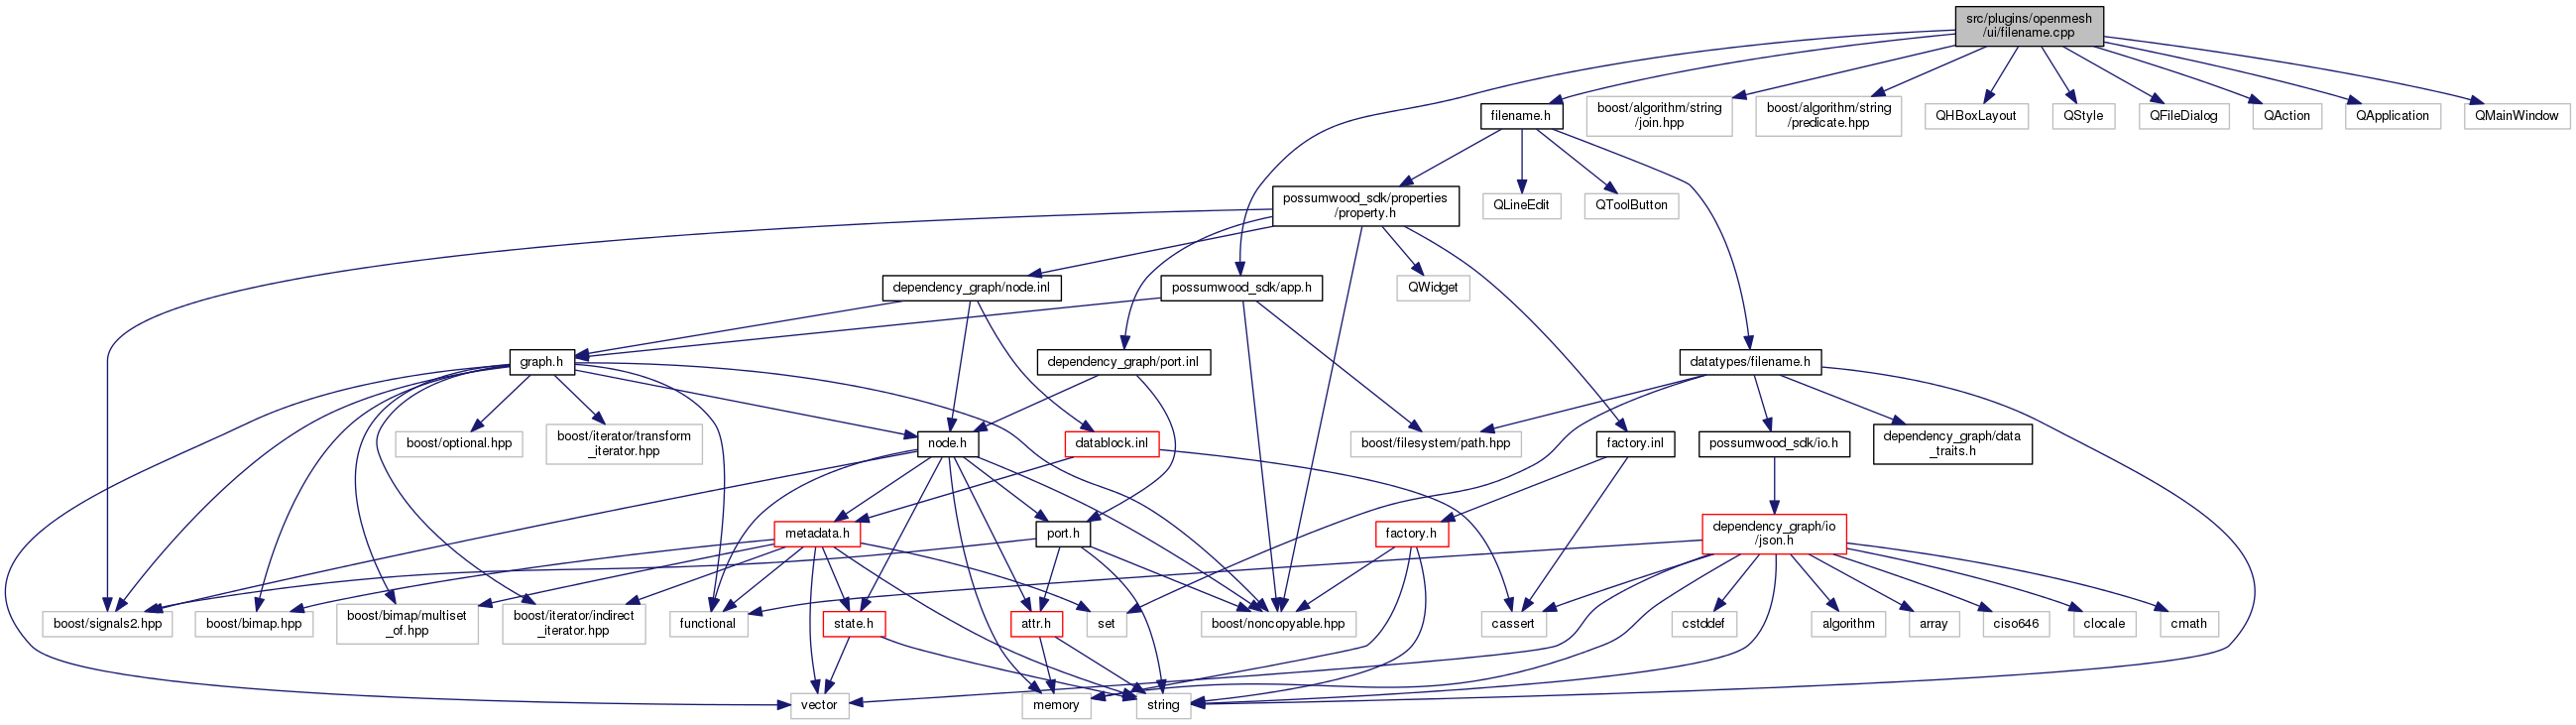 src/plugins/openmesh
/ui/filename.cpp
filename.h
boost/algorithm/string
/join.hpp
boost/algorithm/string
/predicate.hpp
QHBoxLayout
QStyle
QFileDialog
QAction
QApplication
QMainWindow
possumwood_sdk/properties
/property.h
QLineEdit
QToolButton
dependency_graph/node.inl
possumwood_sdk/app.h
QWidget
graph.h
dependency_graph/port.inl
datatypes/filename.h
boost/optional.hpp
boost/iterator/transform
_iterator.hpp
node.h
datablock.inl
boost/filesystem/path.hpp
factory.inl
possumwood_sdk/io.h
dependency_graph/data
_traits.h
metadata.h
port.h
factory.h
dependency_graph/io
/json.h
boost/signals2.hpp
boost/bimap.hpp
boost/bimap/multiset
_of.hpp
boost/iterator/indirect
_iterator.hpp
functional
state.h
attr.h
set
boost/noncopyable.hpp
cassert
cstddef
algorithm
array
ciso646
clocale
cmath
vector
memory
string